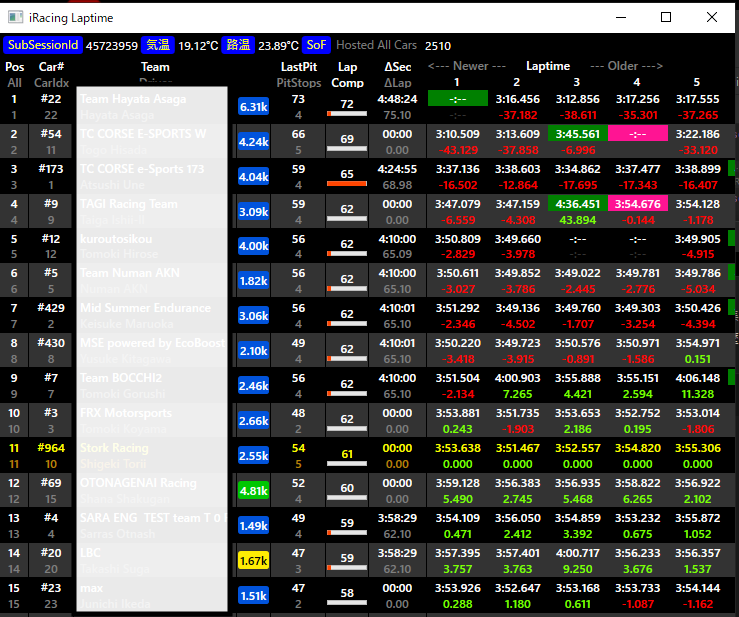 iRacing Laptime
SubSessionId 45723959 気温 19.12℃ 路温 23.89℃ SoF Hosted All Cars 2510
Pos Car# Team LastPit Lap ΔSec <--- Newer --- Laptime --- Older --->
All CarIdx Driver PitStops Comp ΔLap 1 2 3 4 5
1 #22 Team Hayata Asaga 6.31k 73 72 4:48:24 -:-- 3:16.456 3:12.856 3:17.256 3:17.555
1 22 Hayata Asaga 4 75.10 -:-- -37.182 -38.611 -35.301 -37.265
2 #54 TC CORSE E-SPORTS W 4.24k 66 69 00:00 3:10.509 3:13.609 3:45.561 -:-- 3:22.186
2 11 5 0.00 -43.129 -37.858 -6.996 -33.120
3 #173 TC CORSE e-Sports 173 4.04k 59 65 4:24:55 3:37.136 3:38.603 3:34.862 3:37.477 3:38.899
3 1 Atsushi Une 4 68.98 -16.502 -12.864 -17.695 -17.343 -16.407
4 #9 TAGI Racing Team 3.09k 59 62 00:00 3:47.079 3:47.159 4:36.451 3:54.676 3:54.128
4 9 4 0.00 -6.559 -4.308 43.894 -0.144 -1.178
5 #12 kuroutosikou 4.00k 56 62 4:10:00 3:50.809 3:49.660 -:-- -:-- 3:49.905
5 12 Tomoki Hirose 4 65.09 -2.829 -3.978 -:-- -:-- -4.915
6 #5 Team Numan AKN 1.82k 56 62 4:10:00 3:50.611 3:49.852 3:49.022 3:49.781 3:49.786
6 5 Numan AKN 4 65.10 -3.027 -3.786 -2.445 -2.776 -5.034
7 #429 Mid Summer Endurance 3.06k 56 62 4:10:01 3:51.292 3:49.136 3:49.760 3:49.303 3:50.426
7 2 Keisuke Maruoka 4 65.10 -2.346 -4.502 -1.707 -3.254 -4.394
8 #430 MSE powered by EcoBoost 2.10k 49 62 4:10:01 3:50.220 3:49.723 3:50.576 3:50.971 3:54.971
8 8 4 65.10 -3.418 -3.915 -0.891 -1.586 0.151
9 #7 Team BOCCHI2 2.46k 56 62 4:10:00 3:51.504 4:00.903 3:55.888 3:55.151 4:06.148
9 7 Tomoki Gorushi 4 65.10 -2.134 7.265 4.421 2.594 11.328
10 #3 FRX Motorsports 2.66k 48 62 00:00 3:53.881 3:51.735 3:53.653 3:52.752 3:53.014
10 3 2 0.00 0.243 -1.903 2.186 0.195 -1.806
11 #964 Stork Racing 2.55k 54 61 00:00 3:53.638 3:51.467 3:52.557 3:54.820 3:55.306
11 10 Shigeki Torii 5 0.00 0.000 0.000 0.000 0.000 0.000
12 #69 OTONAGENAI Racing 4.81k 52 60 00:00 3:59.128 3:56.383 3:56.935 3:58.822 3:56.922
12 15 4 0.00 5.490 2.745 5.468 6.265 2.102
13 #4 SARA ENG TEST team T 0 1.49k 49 59 3:58:29 3:54.109 3:56.050 3:54.859 3:53.232 3:55.872
13 4 4 62.10 0.471 2.412 3.392 0.675 1.052
14 #20 LBC 1.67k 47 59 3:58:29 3:57.395 3:57.401 4:00.717 3:56.233 3:56.357
14 20 3 62.10 3.757 3.763 9.250 3.676 1.537
15 #23 max 1.51k 47 58 00:00 3:53.926 3:52.647 3:53.168 3:53.733 3:54.144
15 23 2 0.00 0.288 1.180 0.611 -1.087 -1.162